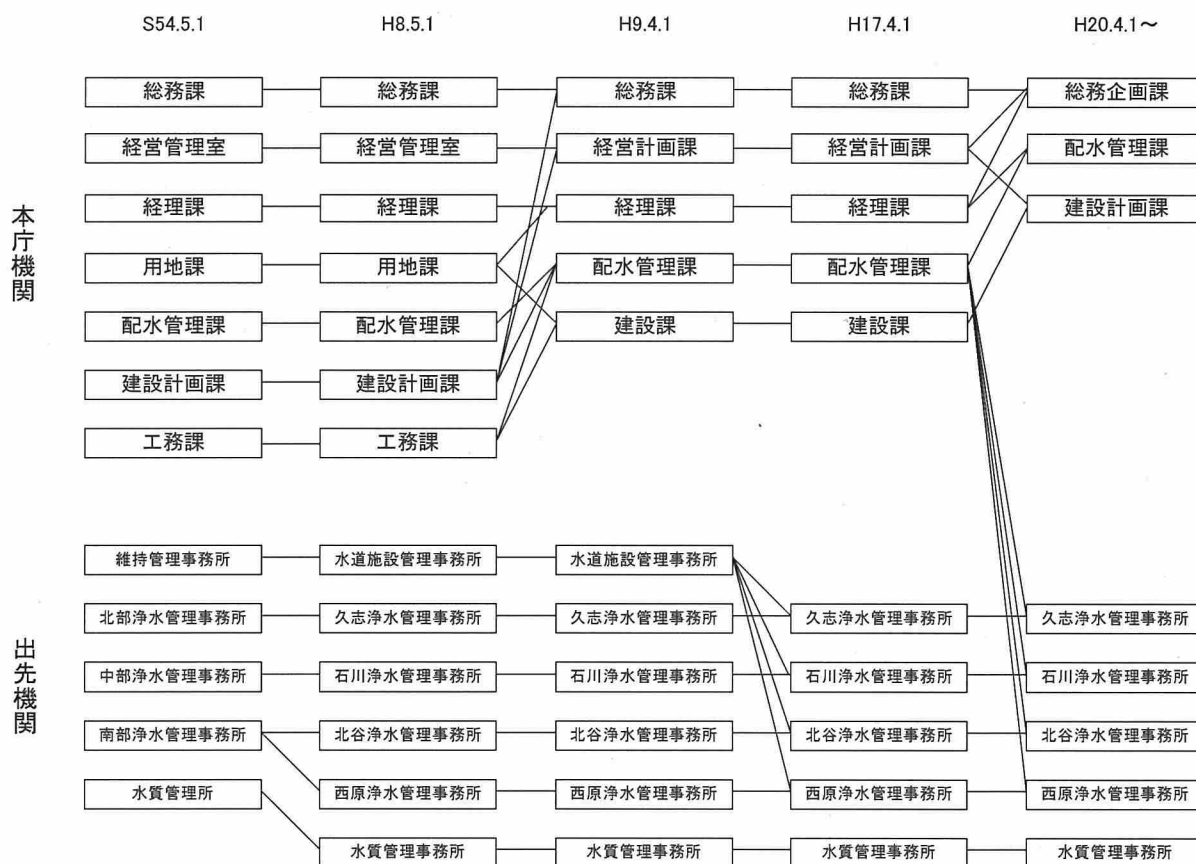 S54.5.1 H8.5.1 H9.4.1 H17.4.1 H20.4.1～
本庁機関
総務課 総務課 総務課 総務課 総務企画課
経営管理室 経営管理室 経営計画課 経営計画課 配水管理課
経理課 経理課 経理課 経理課 建設計画課
用地課 用地課 配水管理課 配水管理課
配水管理課 配水管理課 建設課 建設課
建設計画課 建設計画課
工務課 工務課
出先機関
維持管理事務所 水道施設管理事務所 水道施設管理事務所
北部浄水管理事務所 久志浄水管理事務所 久志浄水管理事務所 久志浄水管理事務所 久志浄水管理事務所
中部浄水管理事務所 石川浄水管理事務所 石川浄水管理事務所 石川浄水管理事務所 石川浄水管理事務所
南部浄水管理事務所 北谷浄水管理事務所 北谷浄水管理事務所 北谷浄水管理事務所 北谷浄水管理事務所
水質管理所 西原浄水管理事務所 西原浄水管理事務所 西原浄水管理事務所 西原浄水管理事務所
水質管理事務所 水質管理事務所 水質管理事務所 水質管理事務所